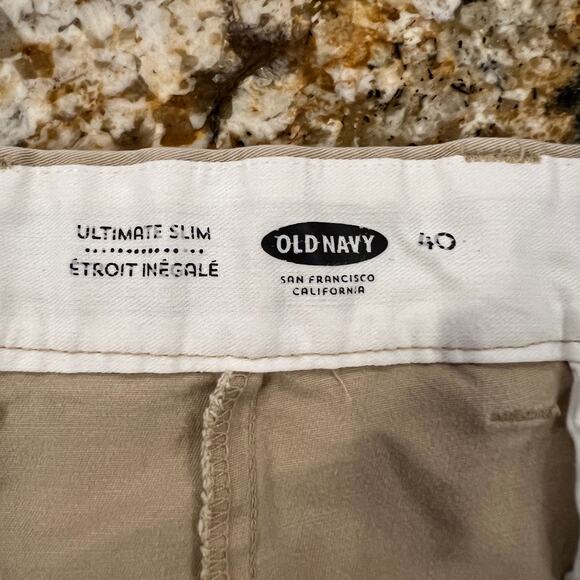 ULTIMATE SLIM
ÉTROIT INÉGALÉ
OLD NAVY
SAN FRANCISCO
CALIFORNIA
40